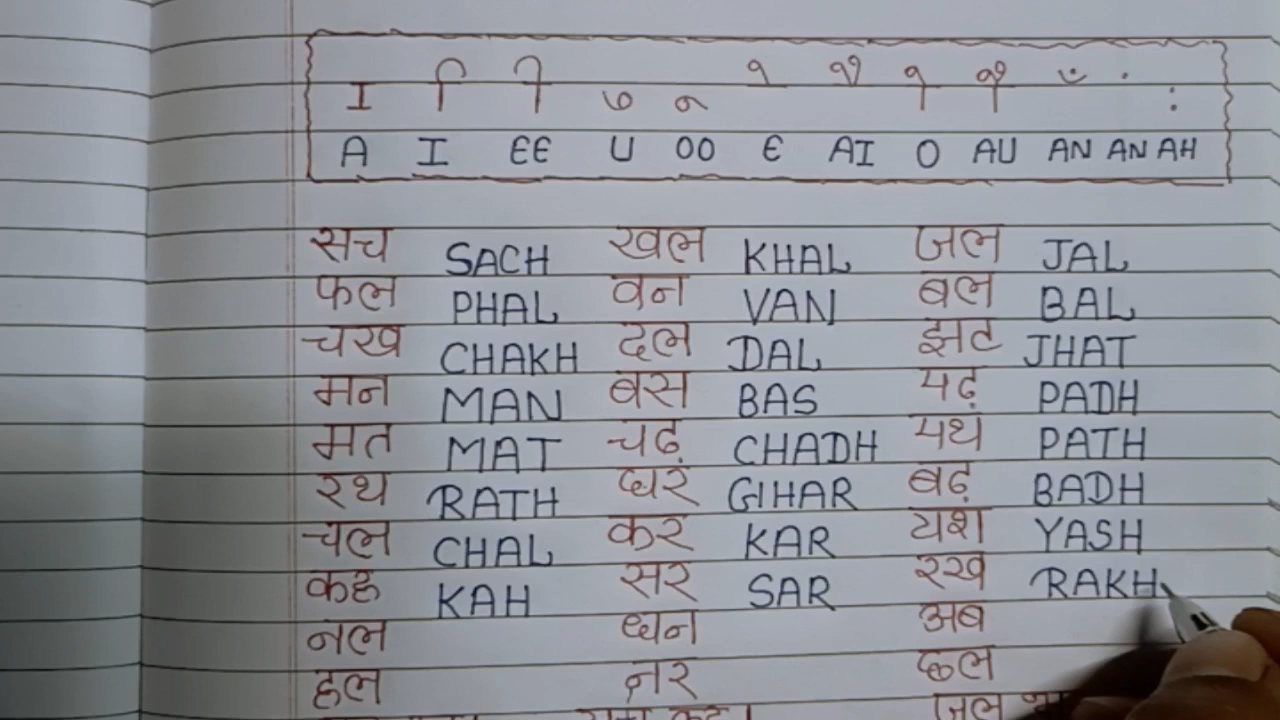 ा ि ी ु ू े ै ो ौ ँ ं ः
A I EE U OO E AI O AU AN AN AH
सच SACH खल KHAL जल JAL
फल PHAL वन VAN बल BAL
चख CHAKH दल DAL झट JHAT
मन MAN बस BAS पढ़ PADH
मत MAT चढ़ CHADH पथ PATH
रथ RATH घर GHAR बढ़ BADH
चल CHAL कर KAR यश YASH
कह KAH सर SAR रख RAKH
नल धन अब
हल नर छल